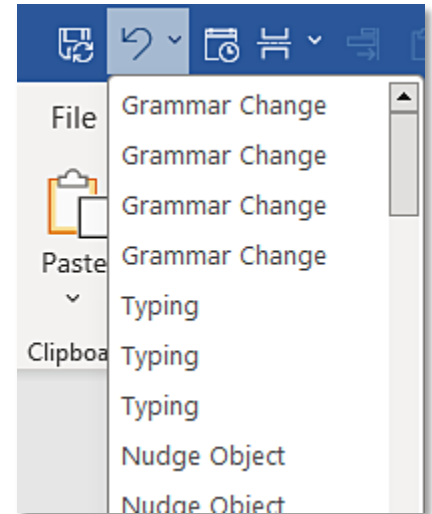 File
Paste
Clipboa
Grammar Change
Grammar Change
Grammar Change
Grammar Change
Typing
Typing
Typing
Nudge Object
Nudge Object